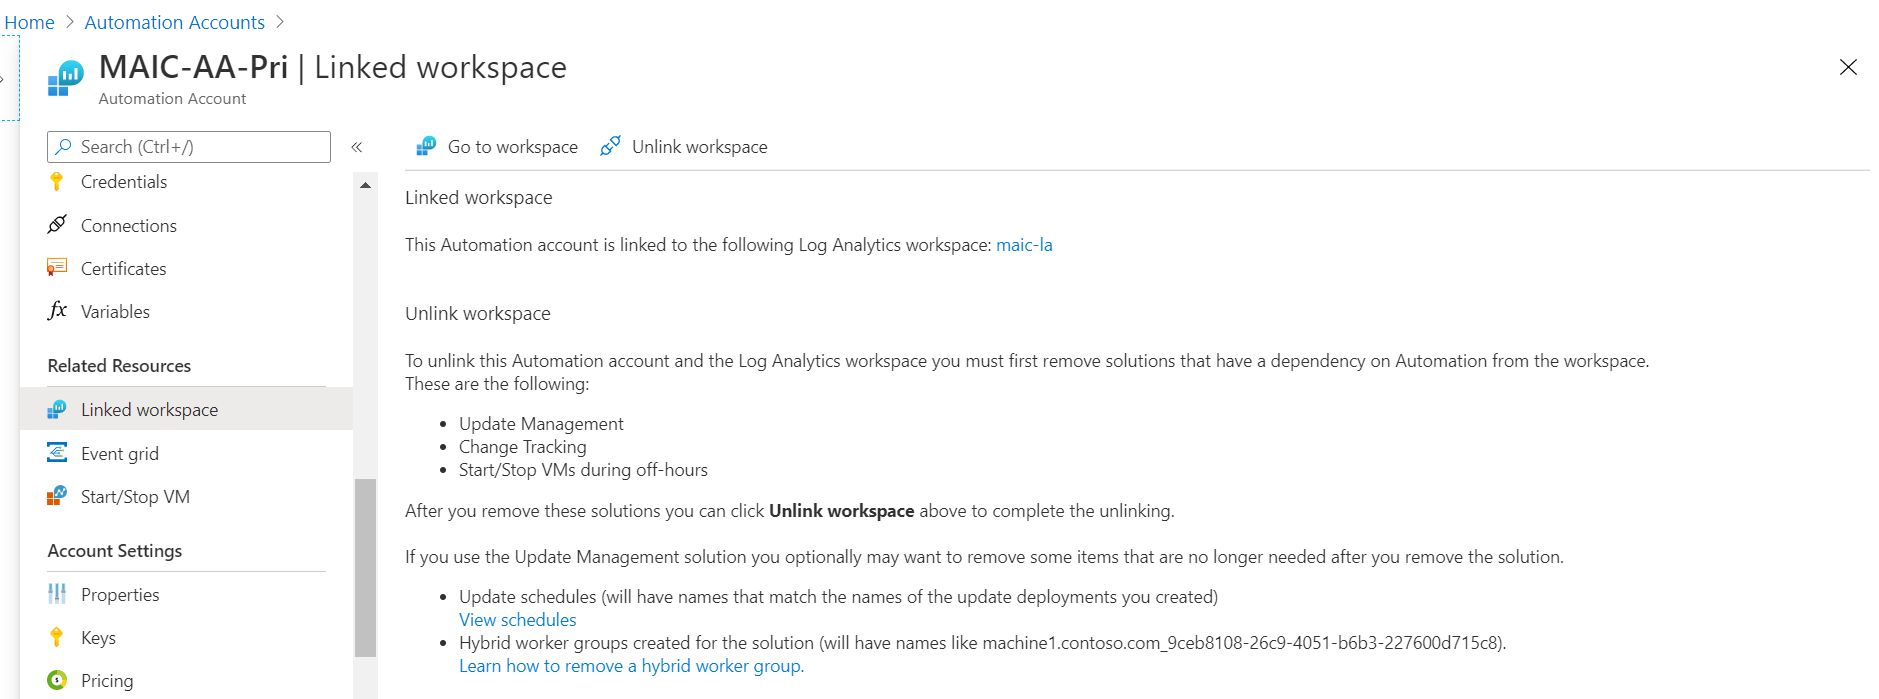 Home > Automation Accounts >
MAIC-AA-Pri | Linked workspace
Automation Account
Search (Ctrl+/)
«
Credentials
Connections
Certificates
Variables
Related Resources
Linked workspace
Event grid
Start/Stop VM
Account Settings
Properties
Keys
Pricing
Go to workspace
Unlink workspace
Linked workspace
This Automation account is linked to the following Log Analytics workspace: maic-la
Unlink workspace
To unlink this Automation account and the Log Analytics workspace you must first remove solutions that have a dependency on Automation from the workspace.
These are the following:
• Update Management
• Change Tracking
• Start/Stop VMs during off-hours
After you remove these solutions you can click Unlink workspace above to complete the unlinking.
If you use the Update Management solution you optionally may want to remove some items that are no longer needed after you remove the solution.
• Update schedules (will have names that match the names of the update deployments you created)
View schedules
• Hybrid worker groups created for the solution (will have names like machine1.contoso.com_9ceb8108-26c9-4051-b6b3-227600d715c8).
Learn how to remove a hybrid worker group.